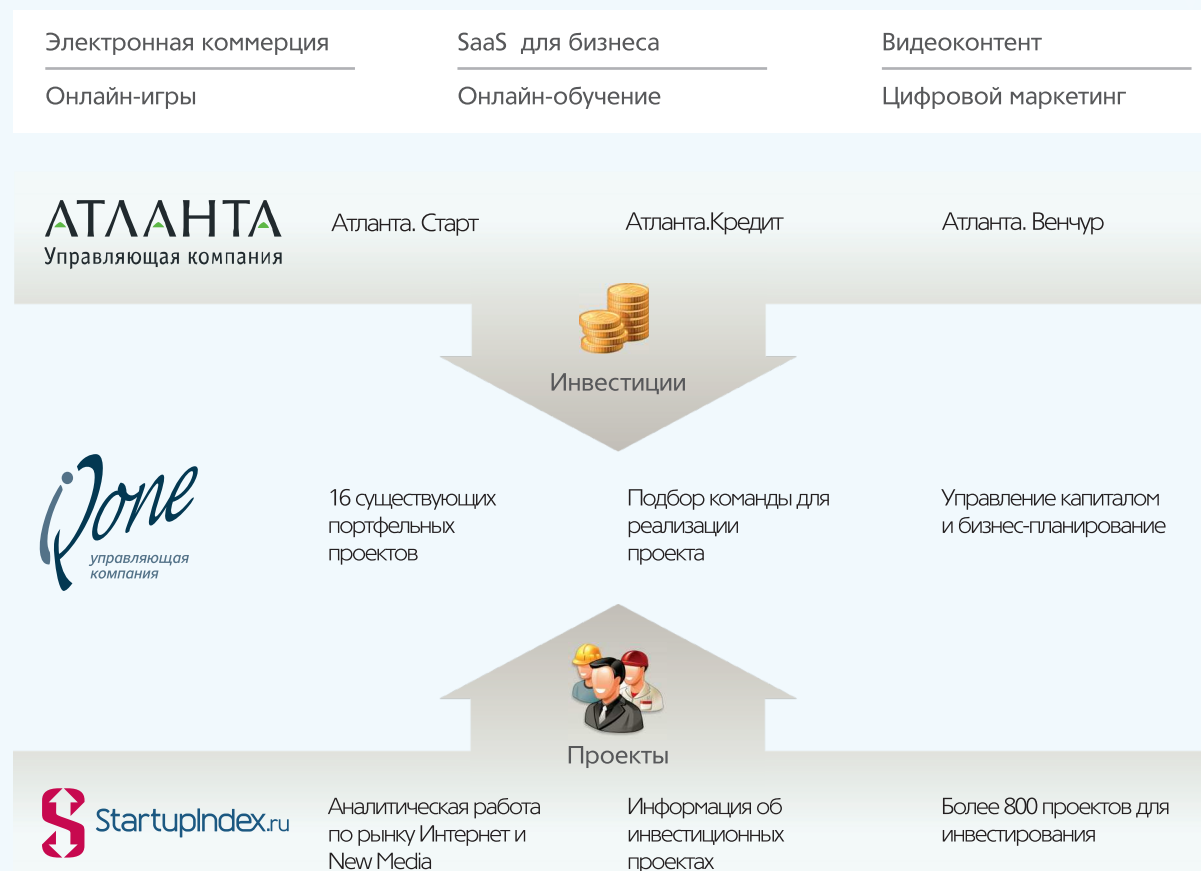 Электронная коммерция
SaaS для бизнеса
Видеоконтент
Онлайн-игры
Онлайн-обучение
Цифровой маркетинг
АТЛАНТА
Управляющая компания
Атланта. Старт
Атланта.Кредит
Атланта. Венчур
Инвестиции
iDone
управляющая
компания
16 существующих
портфельных
проектов
Подбор команды для
реализации
проекта
Управление капиталом
и бизнес-планирование
Проекты
StartupIndex.ru
Аналитическая работа
по рынку Интернет и
New Media
Информация об
инвестиционных
проектах
Более 800 проектов для
инвестирования